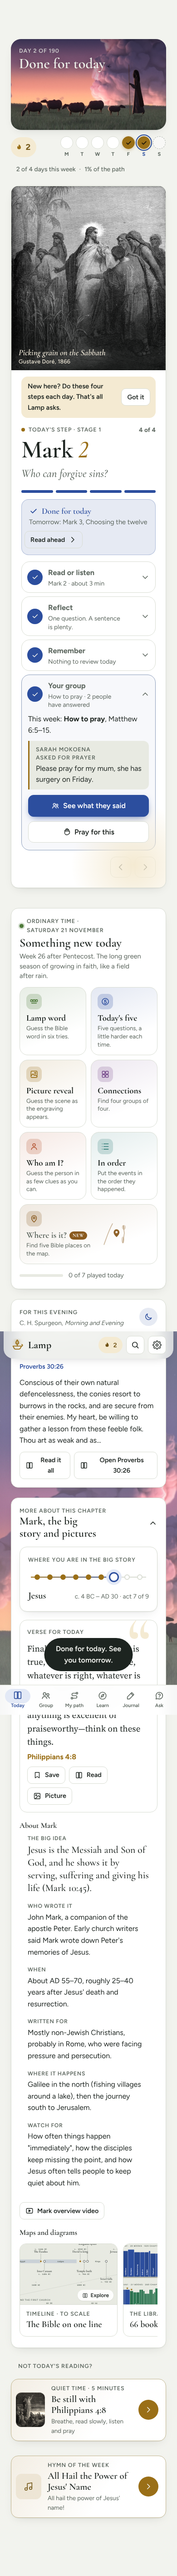 DAY 2 OF 190
Done for today
2
M T W T F S S
2 of 4 days this week · 1% of the path
Picking grain on the Sabbath
Gustave Doré, 1866
New here? Do these four
steps each day. That's all
Lamp asks.
Got it
TODAY'S STEP · STAGE 1
4 of 4
Mark 2
Who can forgive sins?
Done for today
Tomorrow: Mark 3, Choosing the twelve
Read ahead
Read or listen
Mark 2 · about 3 min
Reflect
One question. A sentence
is plenty.
Remember
Nothing to review today
Your group
How to pray · 2 people
have answered
This week: How to pray, Matthew
6:5–15.
SARAH MOKOENA
ASKED FOR PRAYER
Please pray for my mum, she has
surgery on Friday.
See what they said
Pray for this
ORDINARY TIME ·
SATURDAY 21 NOVEMBER
Something new today
Week 26 after Pentecost. The long green
season of growing in faith, like a field
after rain.
Lamp word
Guess the Bible
word in six tries.
Today's five
Five questions, a
little harder each
time.
Picture reveal
Guess the scene as
the engraving
appears.
Connections
Find four groups of
four.
Who am I?
Guess the person in
as few clues as you
can.
In order
Put the events in
the order they
happened.
Where is it? NEW
Find five Bible places on
the map.
0 of 7 played today
FOR THIS EVENING
C. H. Spurgeon, Morning and Evening
Lamp
2
Proverbs 30:26
Conscious of their own natural
defencelessness, the conies resort to
burrows in the rocks, and are secure from
their enemies. My heart, be willing to
gather a lesson from these feeble folk.
Thou art as weak and as...
Read it
all
Open Proverbs
30:26
MORE ABOUT THIS CHAPTER
Mark, the big
story and pictures
WHERE YOU ARE IN THE BIG STORY
Jesus
c. 4 BC – AD 30 · act 7 of 9
VERSE FOR TODAY
Done for today. See
you tomorrow.
whatever is right, whatever is
Today
Group
My path
Learn
Journal
Ask
anything is excellent or
praiseworthy—think on these
things.
Philippians 4:8
Save
Read
Picture
About Mark
THE BIG IDEA
Jesus is the Messiah and Son of
God, and he shows it by
serving, suffering and giving his
life (Mark 10:45).
WHO WROTE IT
John Mark, a companion of the
apostle Peter. Early church writers
said Mark wrote down Peter's
memories of Jesus.
WHEN
About AD 55–70, roughly 25–40
years after Jesus' death and
resurrection.
WRITTEN FOR
Mostly non-Jewish Christians,
probably in Rome, who were facing
pressure and persecution.
WHERE IT HAPPENS
Galilee in the north (fishing villages
around a lake), then the journey
south to Jerusalem.
WATCH FOR
How often things happen
"immediately", how the disciples
keep missing the point, and how
Jesus often tells people to keep
quiet about him.
Mark overview video
Maps and diagrams
Explore
TIMELINE · TO SCALE
The Bible on one line
THE LIBR
66 book
NOT TODAY'S READING?
QUIET TIME · 5 MINUTES
Be still with
Philippians 4:8
Breathe, read slowly, listen
and pray
HYMN OF THE WEEK
All Hail the Power of
Jesus' Name
All hail the power of Jesus'
name!